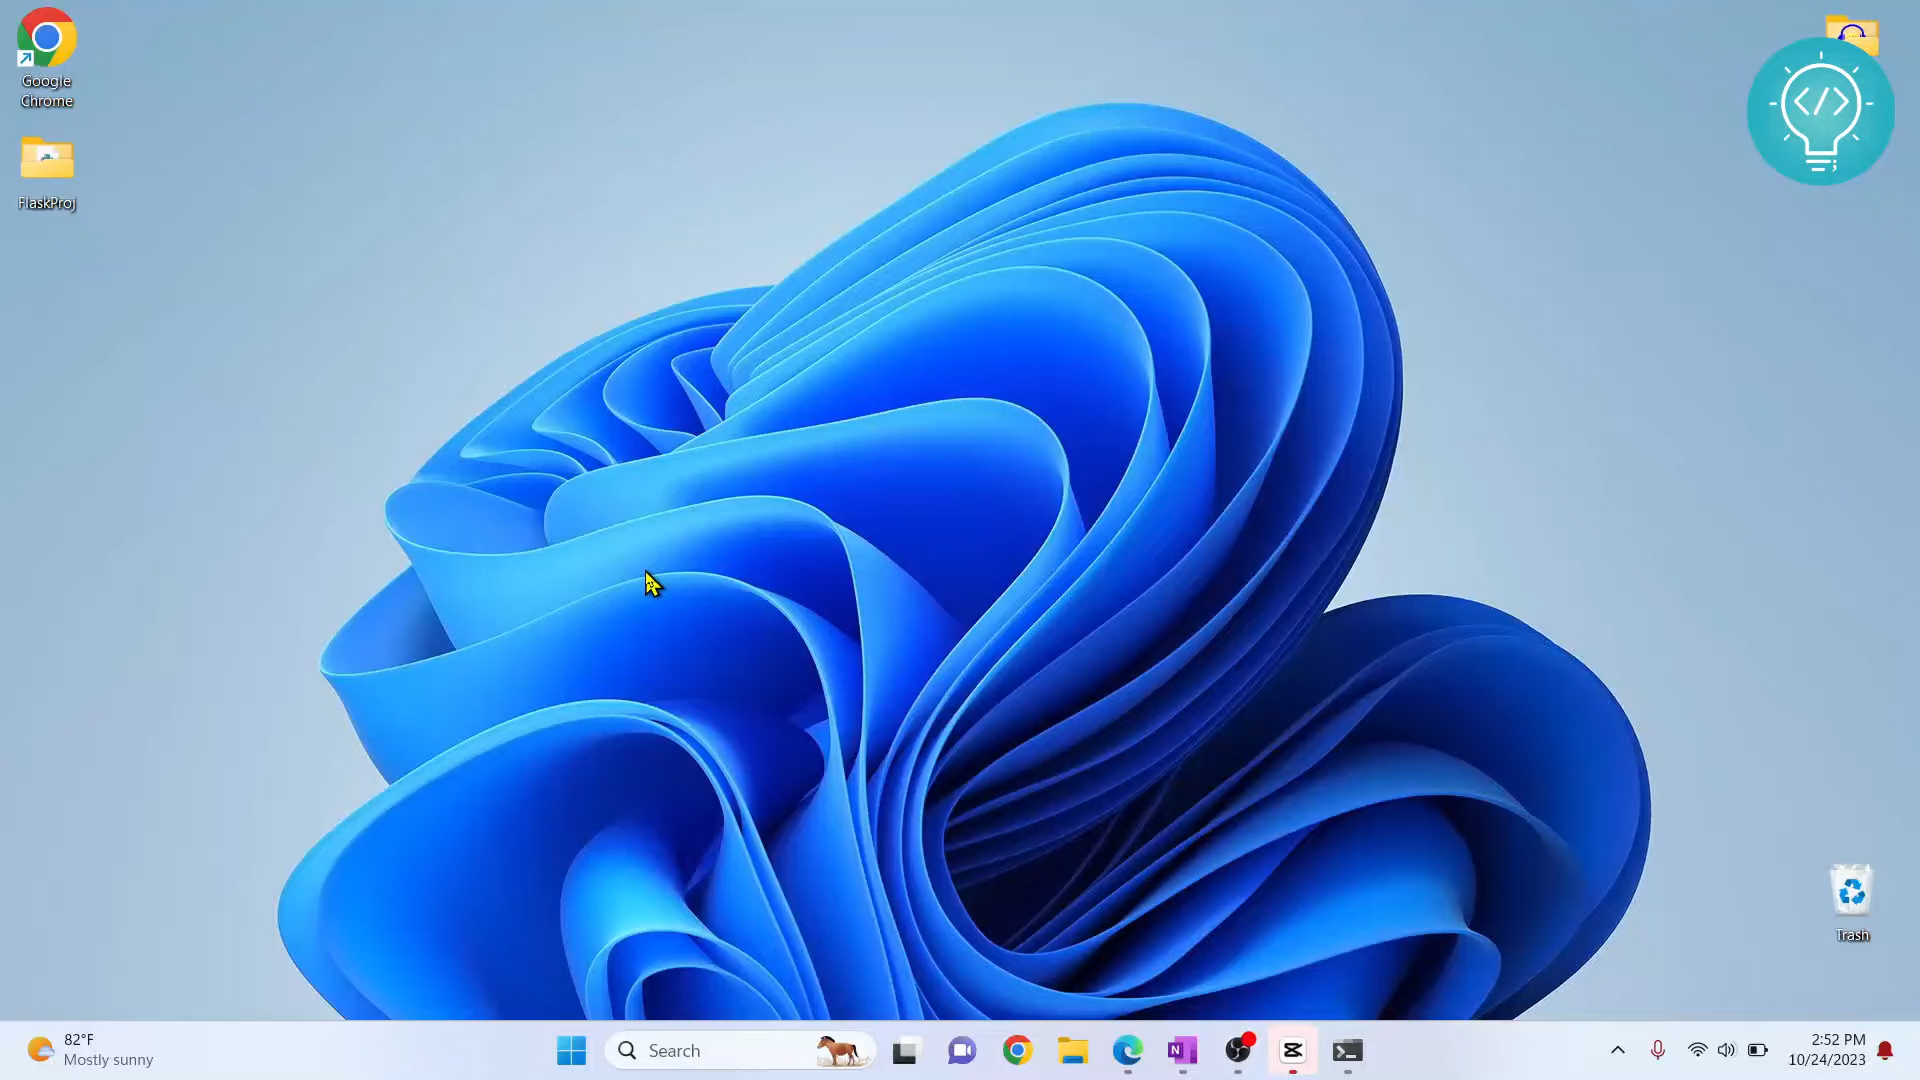 Google
Chrome
FlaskProj
</>
Trash
82°F
Mostly sunny
Search
N
2:52 PM
10/24/2023